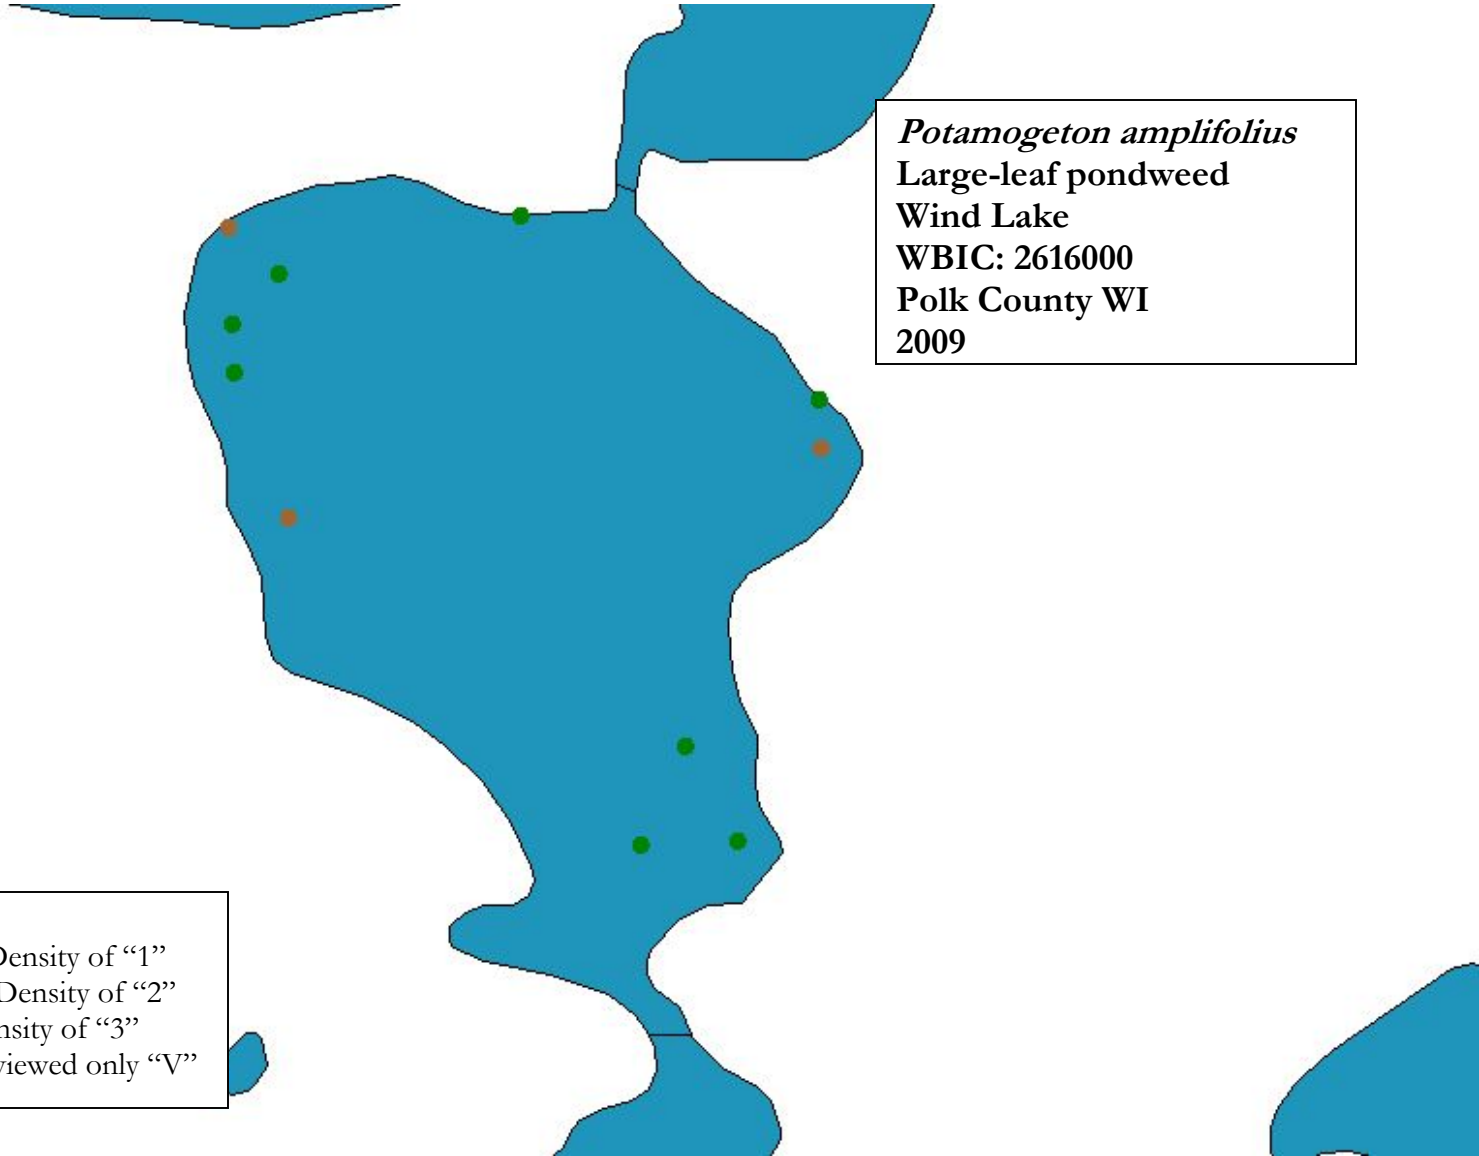 Potamogeton amplifolius
Large-leaf pondweed
Wind Lake
WBIC: 2616000
Polk County WI
2009
Density of “1”
Density of “2”
of “3”
viewed only “V”